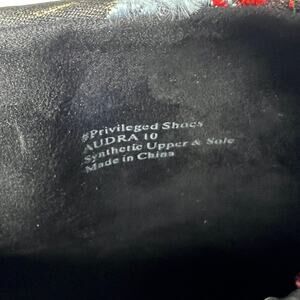 #Privileged Shoes
AUDRA 10
Synthetic Upper & Sole
Made in China